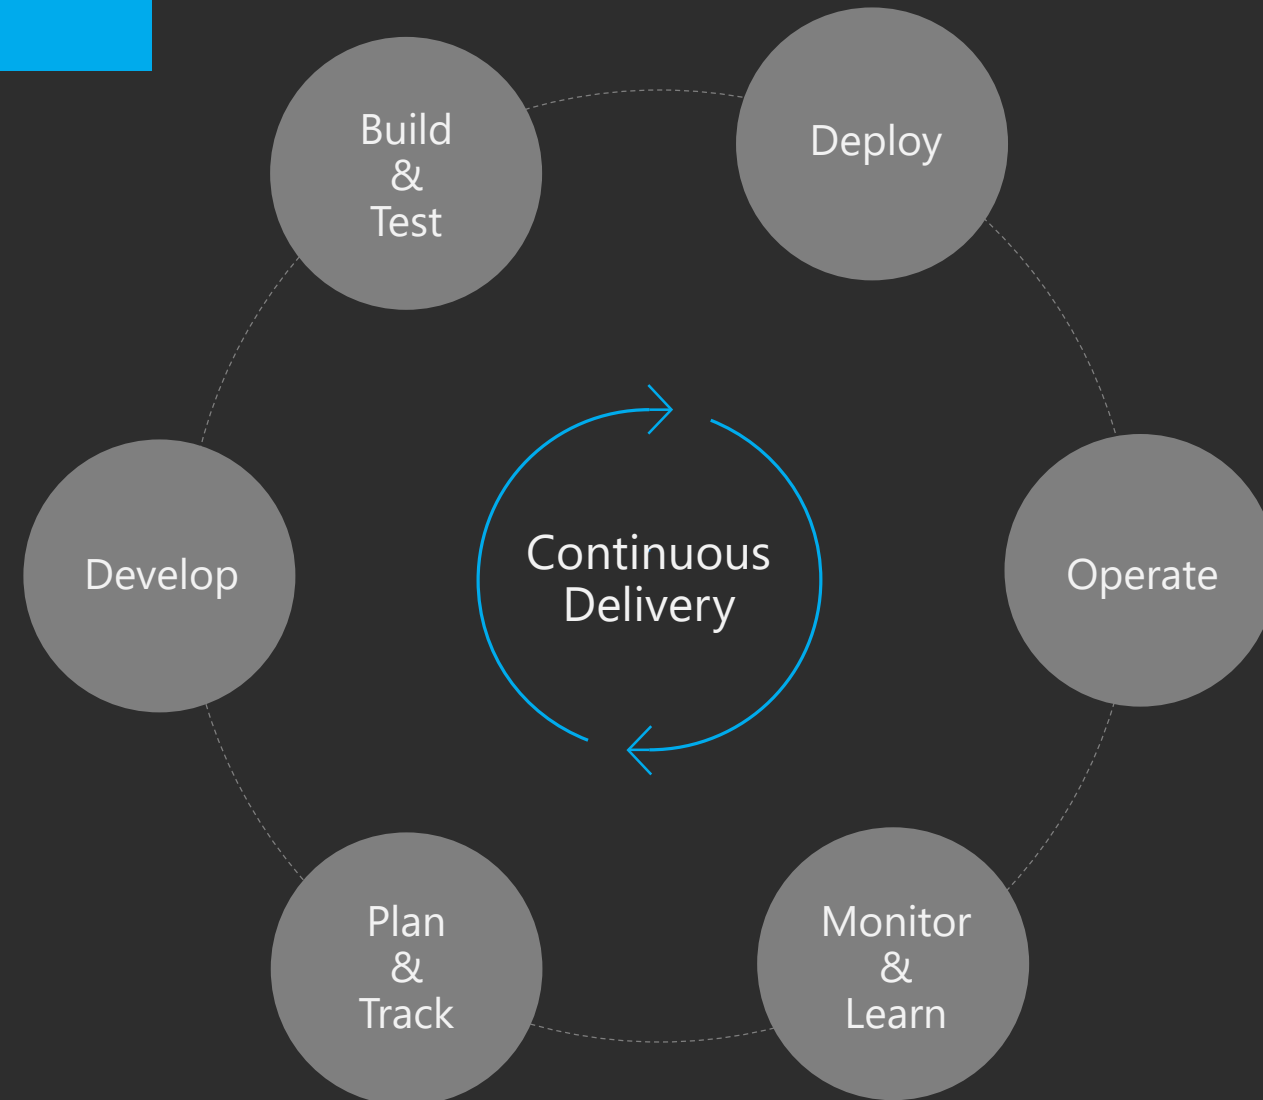 Build
&
Test
Deploy
Develop
Continuous
Delivery
Operate
Plan
&
Track
Monitor
&
Learn